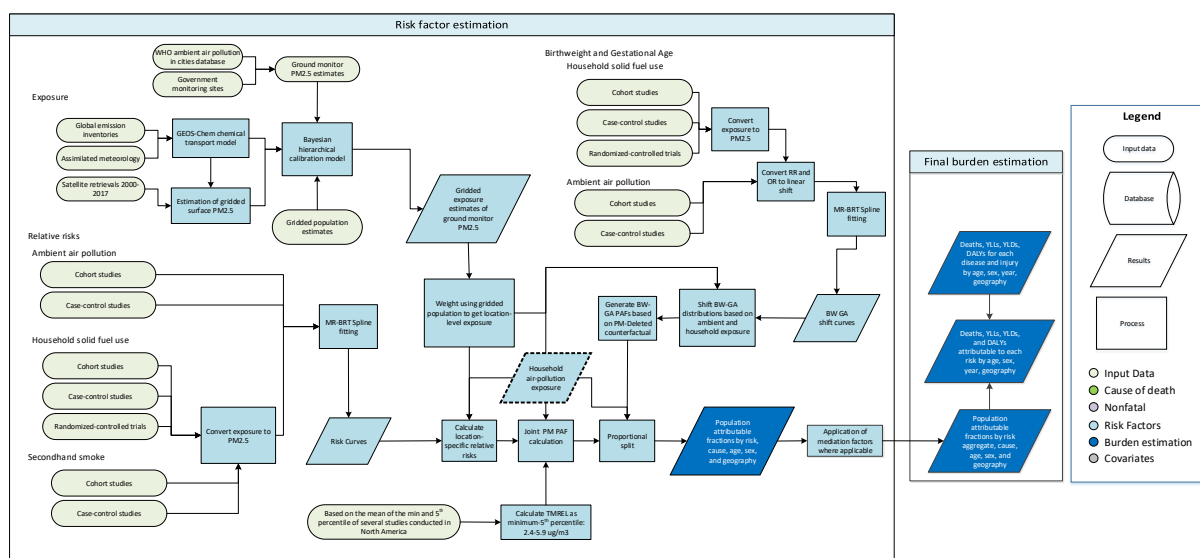 Risk factor estimation
WHO ambient air pollution
in cities database
Government
monitoring sites
Ground monitor
PM2.5 estimates
Exposure
Global emission
inventories
Assimilated meteorology
Satellite retrievals 2000-
2017
GEOS-Chem chemical
transport model
Estimation of gridded
surface PM2.5
Bayesian
hierarchical
calibration model
Gridded population
estimates
Gridded
exposure
estimates of
ground monitor
PM2.5
Birthweight and Gestational Age
Household solid fuel use
Cohort studies
Case-control studies
Randomized-controlled trials
Convert
exposure to
PM2.5
Ambient air pollution
Cohort studies
Case-control studies
Convert RR and
OR to linear
shift
MR-BRT Spline
fitting
BW GA
shift curves
Shift BW-GA
distributions based on
ambient and
household exposure
Generate BW-
GA PAFs based
on PM-Deleted
counterfactual
Relative risks
Ambient air pollution
Cohort studies
Case-control studies
MR-BRT Spline
fitting
Household solid fuel use
Cohort studies
Case-control studies
Randomized-controlled trials
Convert exposure to
PM2.5
Secondhand smoke
Cohort studies
Case-control studies
Risk Curves
Weight using gridded
population to get location-
level exposure
Household
air-pollution
exposure
Calculate
location-
specific relative
risks
Joint PM PAF
calculation
Proportional
split
Based on the mean of the min and 5th
percentile of several studies conducted in
North America
Calculate TMREL as
minimum-5th percentile:
2.4-5.9 ug/m3
Population
attributable
fractions by risk,
cause, age, sex,
and geography
Application of
mediation factors
where applicable
Final burden estimation
Deaths, YLLs, YLDs,
DALYs for each
disease and injury
by age, sex, year,
geography
Deaths, YLLs, YLDs,
and DALYs
attributable to each
risk by age, sex,
year, geography
Population
attributable
fractions by risk
aggregate, cause,
age, sex, and
geography
Legend
Input data
Database
Results
Process
Input Data
Cause of death
Nonfatal
Risk Factors
Burden estimation
Covariates